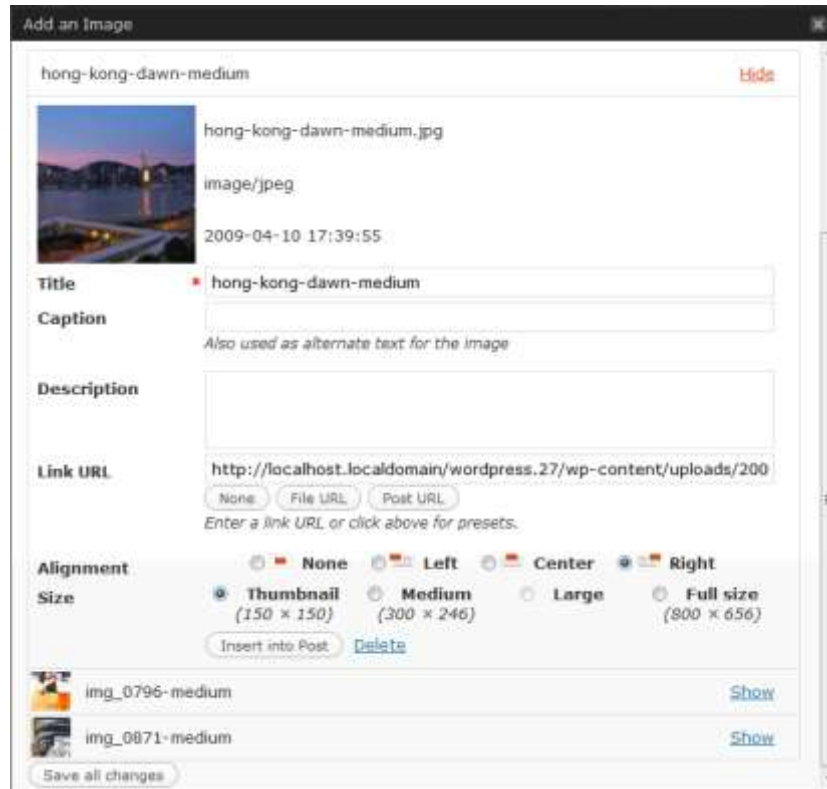 Add an Image
hong-kong-dawn-medium Hide
hong-kong-dawn-medium.jpg
image/jpeg
2009-04-10 17:39:55
Title * hong-kong-dawn-medium
Caption
Also used as alternate text for the image
Description
Link URL http://localhost.localdomain/wordpress.27/wp-content/uploads/200
None File URL Post URL
Enter a link URL or click above for presets.
Alignment None Left Center Right
Size Thumbnail Medium Large Full size
(150 × 150) (300 × 246) (800 × 656)
Insert into Post Delete
img_0796-medium Show
img_0871-medium Show
Save all changes